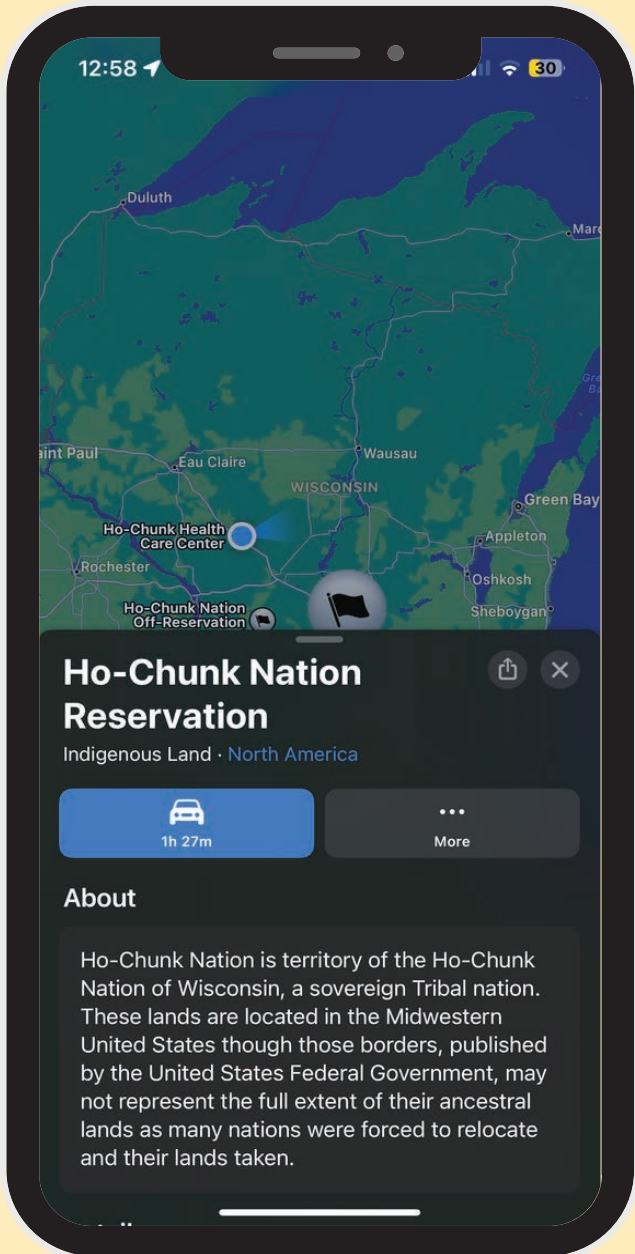 12:58
30
Duluth
Marq
Gre
Ba
aint Paul
Eau Claire
Wausau
WISCONSIN
Green Bay
Ho-Chunk Health
Care Center
Appleton
Rochester
Oshkosh
Ho-Chunk Nation
Off-Reservation
Sheboygan
Ho-Chunk Nation
Reservation
Indigenous Land · North America
1h 27m
More
About
Ho-Chunk Nation is territory of the Ho-Chunk
Nation of Wisconsin, a sovereign Tribal nation.
These lands are located in the Midwestern
United States though those borders, published
by the United States Federal Government, may
not represent the full extent of their ancestral
lands as many nations were forced to relocate
and their lands taken.